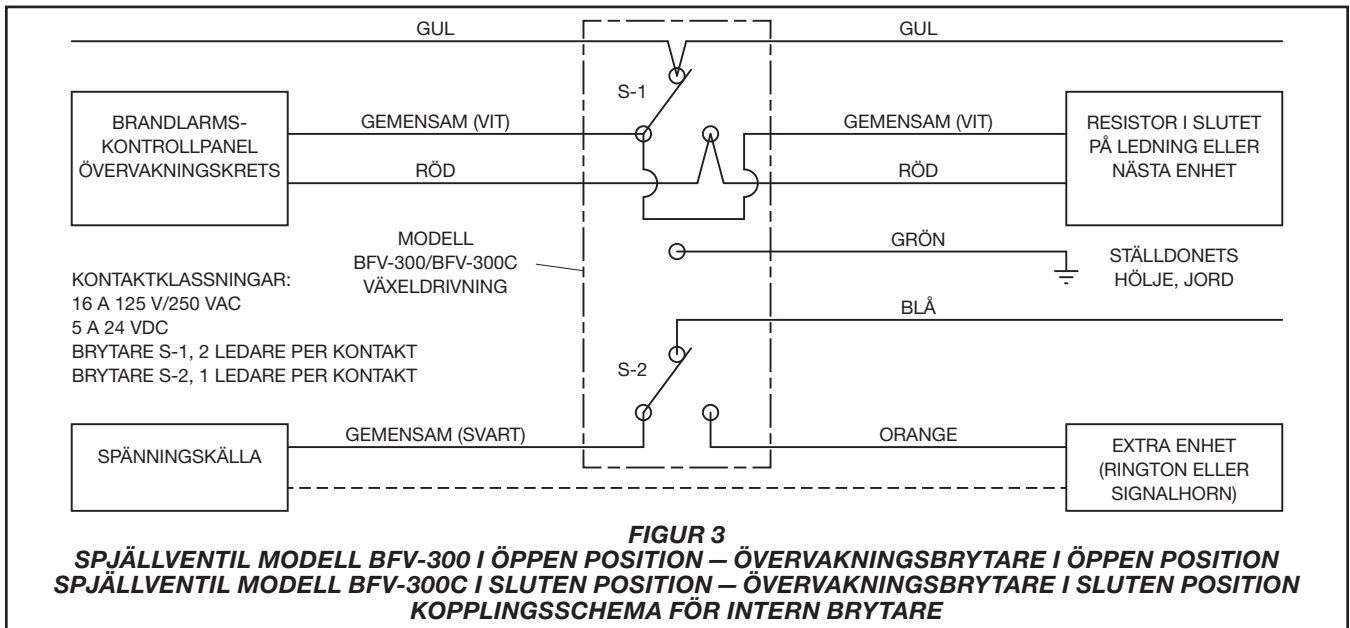 GUL
GUL
S-1
BRANDLARMS-
KONTROLLPANEL
ÖVERVAKNINGSKRETS
GEMENSAM (VIT)
RÖD
GEMENSAM (VIT)
RÖD
RESISTOR I SLUTET
PÅ LEDNING ELLER
NÄSTA ENHET
MODELL
BFV-300/BFV-300C
VÄXELDRIVNING
GRÖN
STÄLLDONETS
HÖLJE, JORD
KONTAKTKLASSNINGAR:
16 A 125 V/250 VAC
5 A 24 VDC
BRYTARE S-1, 2 LEDARE PER KONTAKT
BRYTARE S-2, 1 LEDARE PER KONTAKT
BLÅ
S-2
SPÄNNINGSKÄLLA
GEMENSAM (SVART)
ORANGE
EXTRA ENHET
(RINGTON ELLER
SIGNALHORN)
FIGUR 3
SPJÄLLVENTIL MODELL BFV-300 I ÖPPEN POSITION — ÖVERVAKNINGSBRYTARE I ÖPPEN POSITION
SPJÄLLVENTIL MODELL BFV-300C I SLUTEN POSITION — ÖVERVAKNINGSBRYTARE I SLUTEN POSITION
KOPPLINGSSCHEMA FÖR INTERN BRYTARE